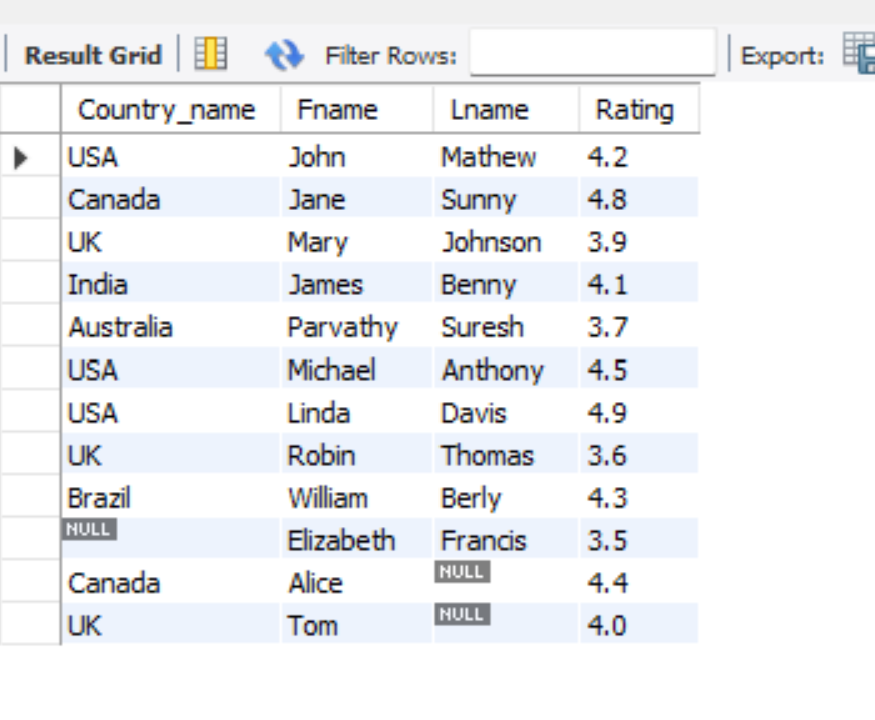 Result Grid Filter Rows: Export:
Country_name Fname Lname Rating
USA John Mathew 4.2
Canada Jane Sunny 4.8
UK Mary Johnson 3.9
India James Benny 4.1
Australia Parvathy Suresh 3.7
USA Michael Anthony 4.5
USA Linda Davis 4.9
UK Robin Thomas 3.6
Brazil William Berly 4.3
NULL Elizabeth Francis 3.5
Canada Alice NULL 4.4
UK Tom NULL 4.0